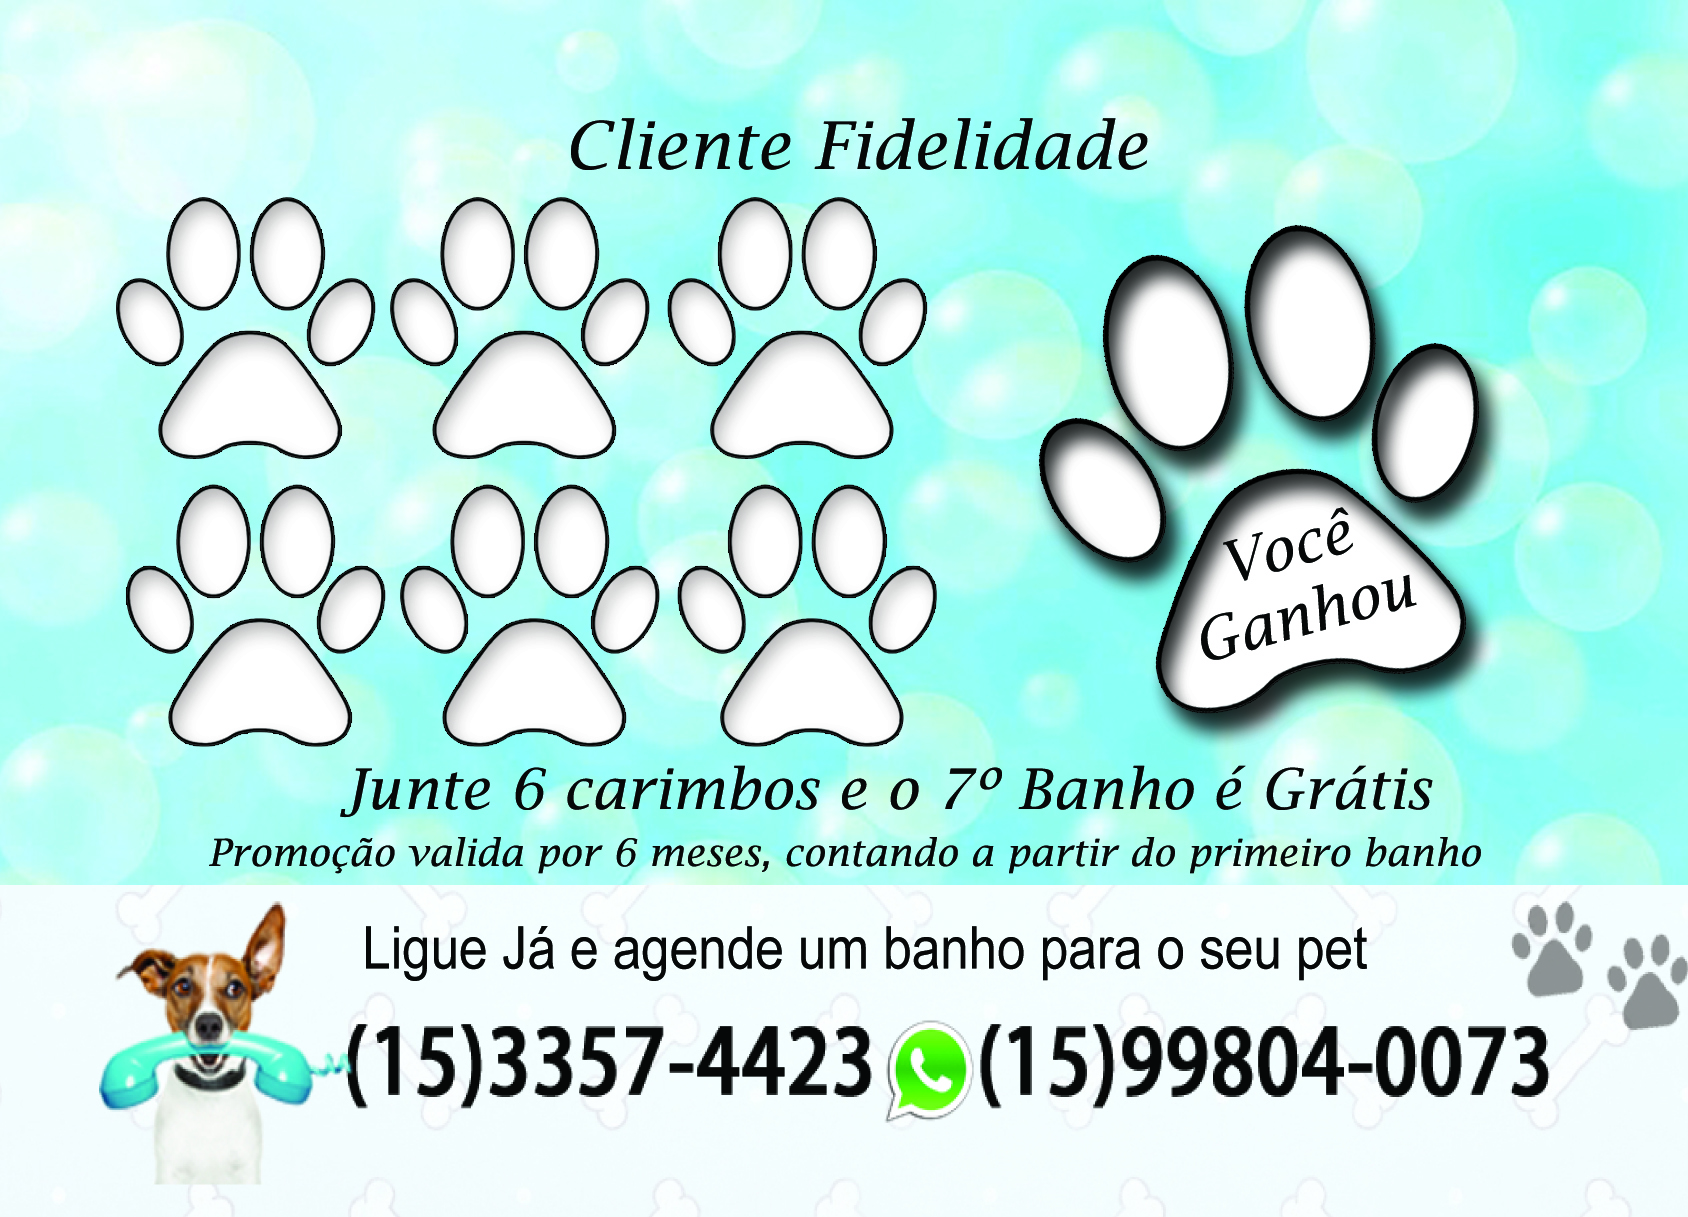 Cliente Fidelidade
Você
Ganhou
Junte 6 carimbos e o 7º Banho é Grátis
Promoção valida por 6 meses, contando a partir do primeiro banho
Ligue Já e agende um banho para o seu pet
(15)3357-4423 (15)99804-0073